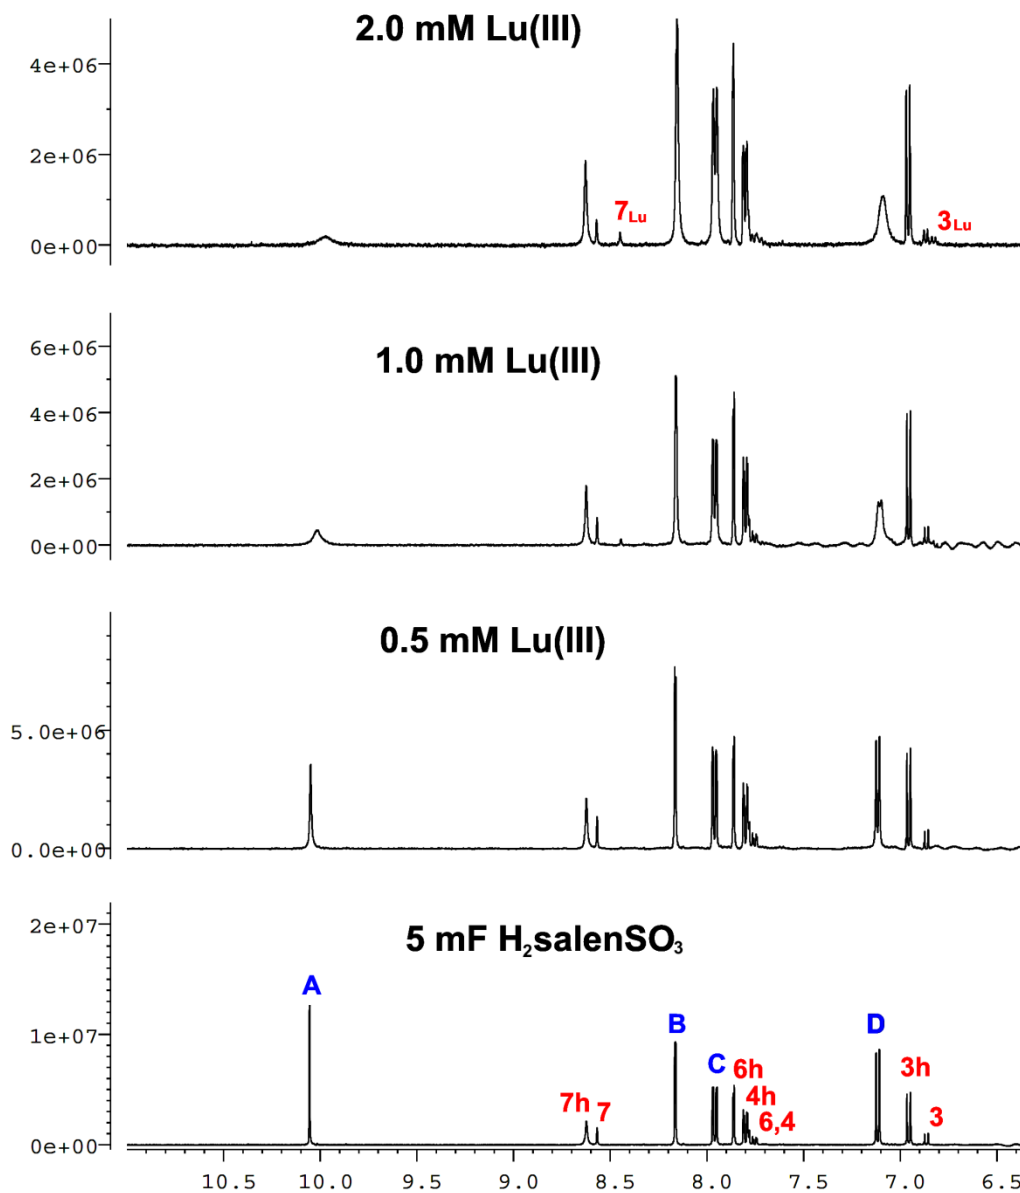 2.0 mM Lu(III)
4e+06
2e+06
0e+00
7Lu
3Lu
1.0 mM Lu(III)
6e+06
4e+06
2e+06
0e+00
0.5 mM Lu(III)
5.0e+06
0.0e+00
5 mF H₂salenSO₃
2e+07
1e+07
0e+00
A
B
C
D
7h
7
6h
4h
6,4
3h
3
10.5 10.0 9.5 9.0 8.5 8.0 7.5 7.0 6.5